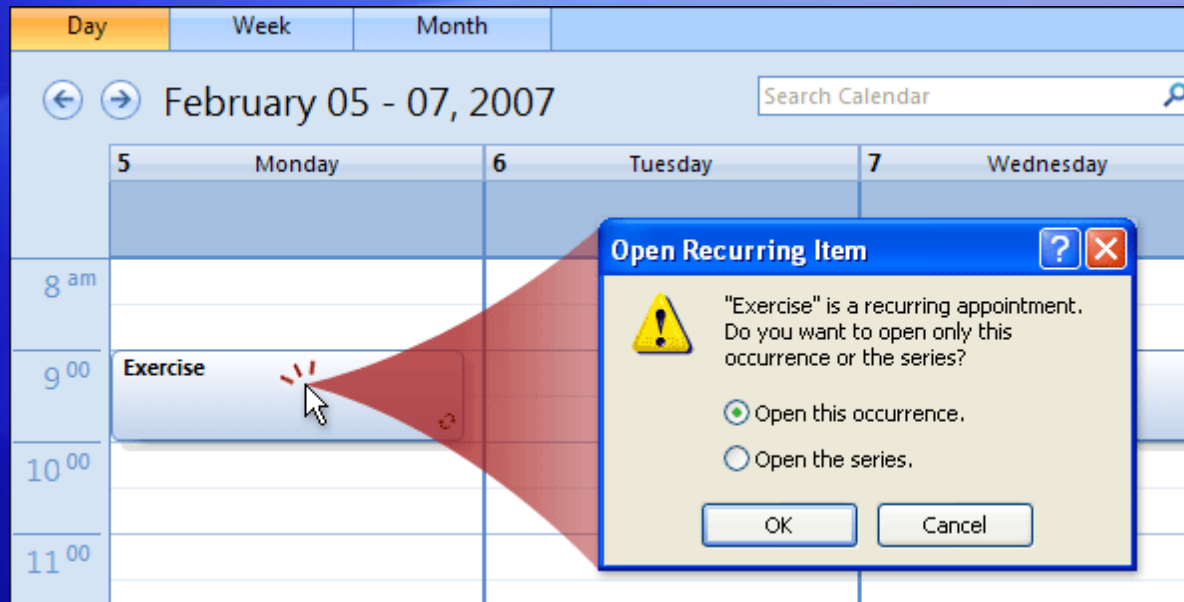 Day Week Month
February 05 - 07, 2007
Search Calendar
5 Monday 6 Tuesday 7 Wednesday
8 am
9 00
Exercise
10 00
11 00
Open Recurring Item
"Exercise" is a recurring appointment.
Do you want to open only this
occurrence or the series?
Open this occurrence.
Open the series.
OK Cancel